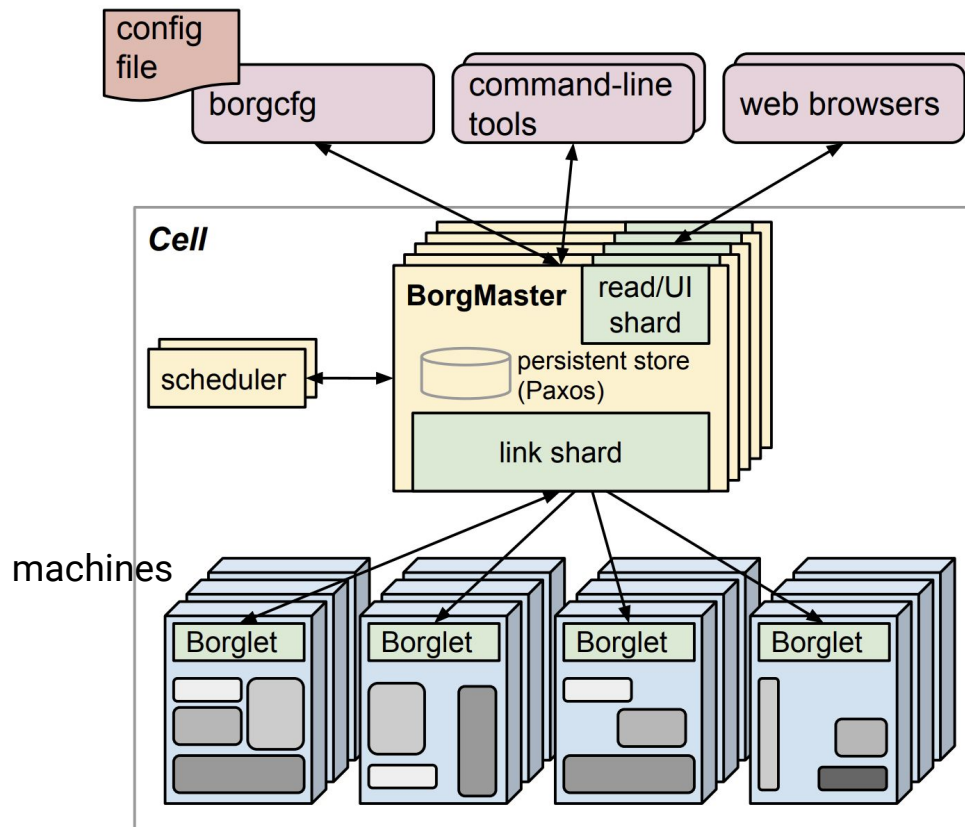 config
file
borgcfg
command-line
tools
web browsers
Cell
BorgMaster
read/UI
shard
scheduler
persistent store
(Paxos)
link shard
machines
Borglet
Borglet
Borglet
Borglet